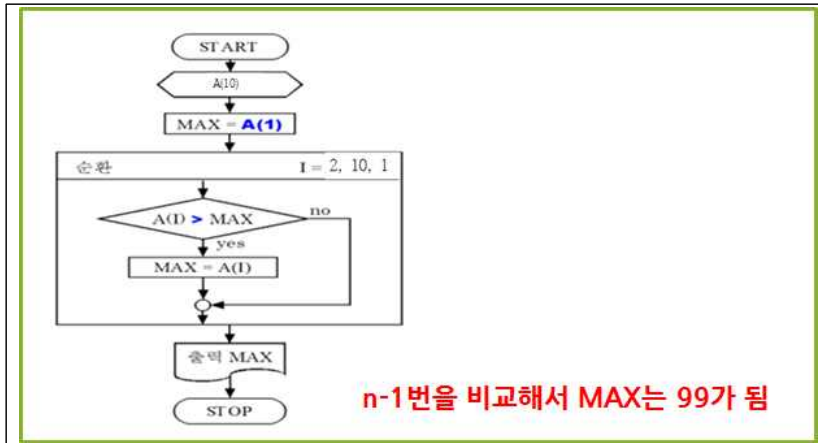 START
A(10)
MAX = A(1)
순환 I = 2, 10, 1
A(I) > MAX
no
yes
MAX = A(I)
출력 MAX
STOP
n-1번을 비교해서 MAX는 99가 됨